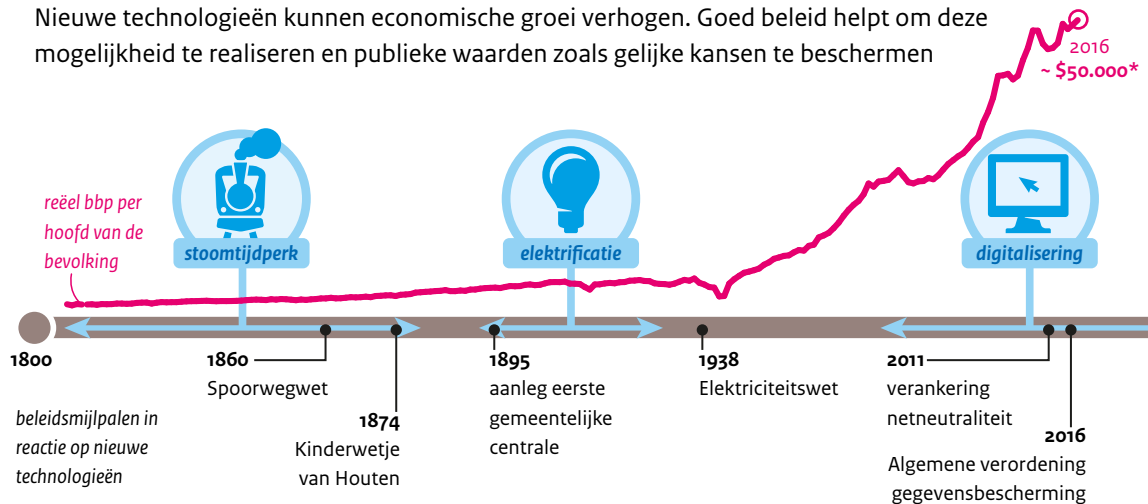 Nieuwe technologieën kunnen economische groei verhogen. Goed beleid helpt om deze
mogelijkheid te realiseren en publieke waarden zoals gelijke kansen te beschermen
2016
~ $50.000*
reëel bbp per
hoofd van de
bevolking
stoomtijdperk
elektrificatie
digitalisering
1800
1860
Spoorwegwet
1874
Kinderwetje
van Houten
1895
aanleg eerste
gemeentelijke
centrale
1938
Elektriciteitswet
2011
verankering
netneutraliteit
2016
Algemene verordening
gegevensbescherming
beleidsmijlpalen in
reactie op nieuwe
technologieën